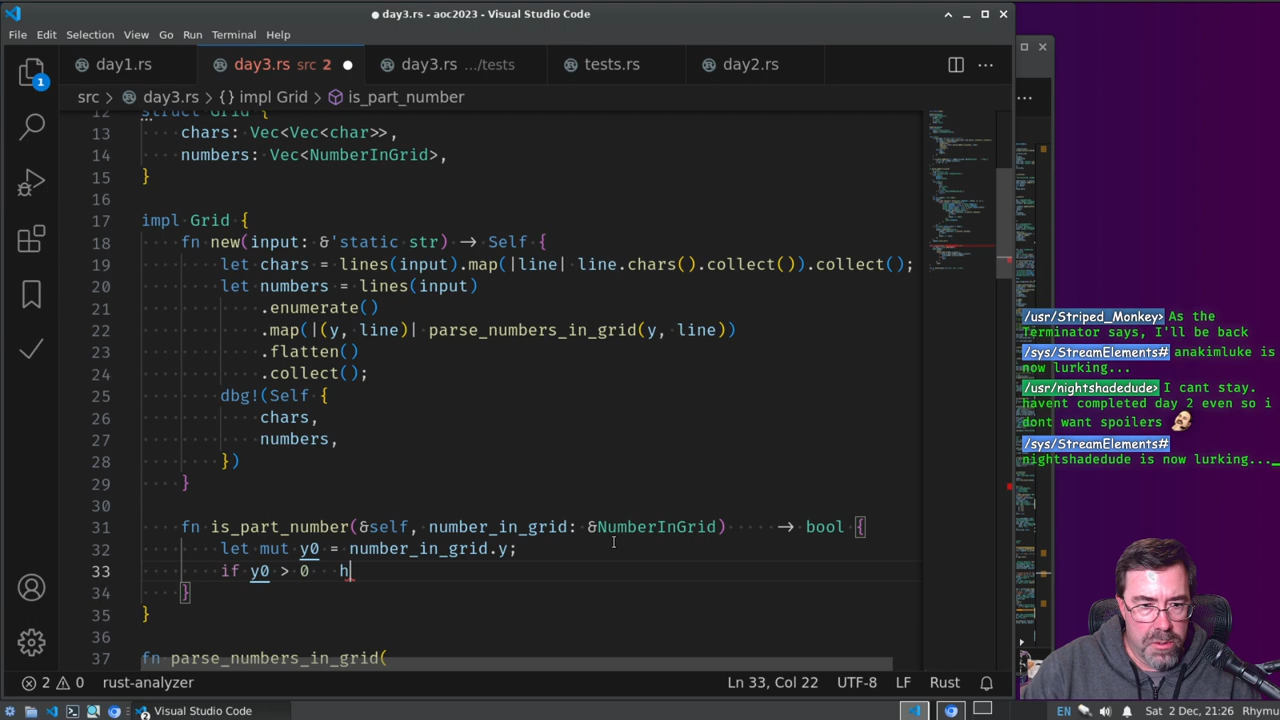 day3.rs - aoc2023 - Visual Studio Code
File Edit Selection View Go Run Terminal Help
day1.rs day3.rs src 2 day3.rs .../tests tests.rs day2.rs
src > day3.rs > {} impl Grid > is_part_number
12 struct Grid {
13 ····chars: Vec<Vec<char>>,
14 ····numbers: Vec<NumberInGrid>,
15 }
16
17 impl·Grid·{
18 ····fn·new(input:·&'static·str)·→·Self·{
19 ········let·chars·=·lines(input).map(|line|·line.chars().collect()).collect();
20 ········let·numbers·=·lines(input)
21 ············.enumerate()
22 ············.map(|(y,·line)|·parse_numbers_in_grid(y,·line))
23 ············.flatten()
24 ············.collect();
25 ········dbg!(Self·{
26 ············chars,
27 ············numbers,
28 ········})
29 ····}
30
31 ····fn·is_part_number(&self,·number_in_grid:·&NumberInGrid)····→·bool·{
32 ········let·mut·y0·=·number_in_grid.y;
33 ········if·y0·>·0···h
34 ····}
35 }
36
37 fn·parse_numbers_in_grid(
2 0 rust-analyzer Ln 33, Col 22 UTF-8 LF Rust
Visual Studio Code EN Sat 2 Dec, 21:26 Rhymu
1
/usr/Striped_Monkey> As the
Terminator says, I'll be back
/sys/StreamElements# anakimluke is
now lurking...
/usr/nightshadedude> I cant stay.
havent completed day 2 even so i
dont want spoilers
/sys/StreamElements#
nightshadedude is now lurking..._